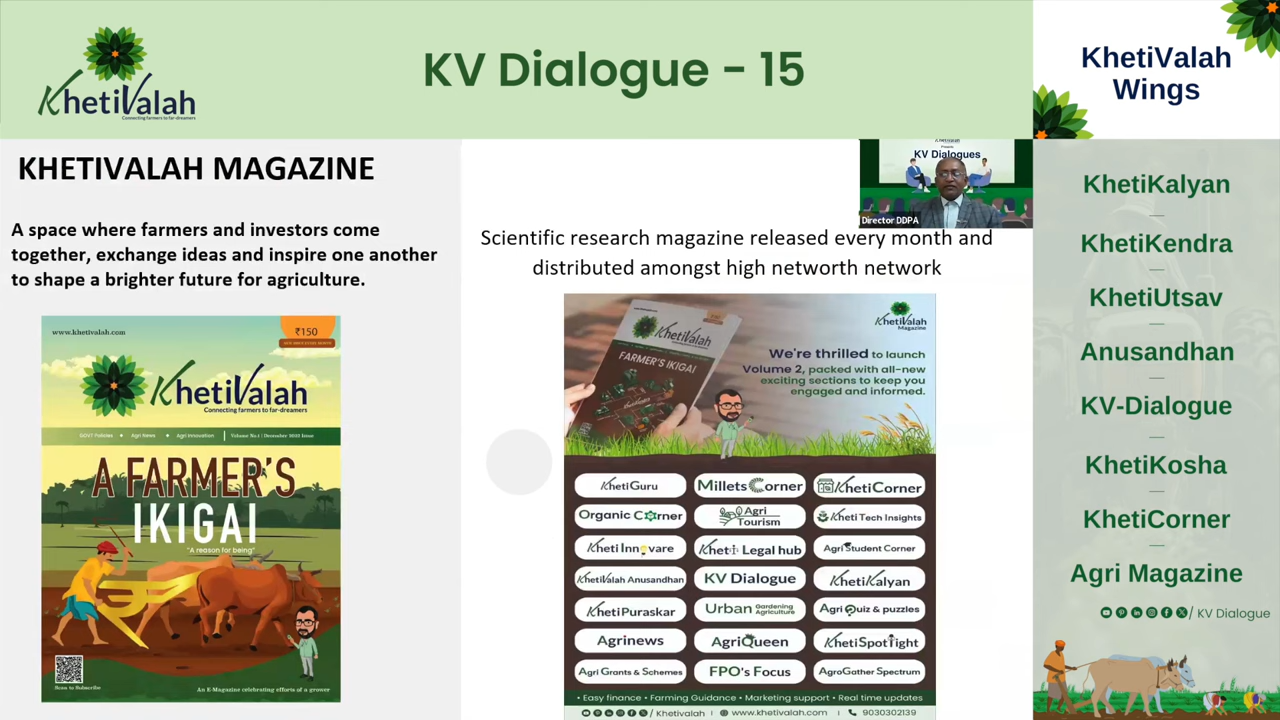 KhetiValah
Connecting farmers to far-dreamers
KV Dialogue - 15
KhetiValah
Wings
KHETIVALAH MAGAZINE
A space where farmers and investors come
together, exchange ideas and inspire one another
to shape a brighter future for agriculture.
www.khetivalah.com
₹150
KhetiValah
Connecting farmers to far-dreamers
GOVT Policies
Agri News
Agri Innovation
A FARMER'S
IKIGAI
"A reason for being"
Scan to Subscribe
An E-Magazine celebrating efforts of a grower
KV Dialogues
Director DDPA
Scientific research magazine released every month and
distributed amongst high networth network
KhetiValah
Magazine
KhetiValah
FARMER'S IKIGAI
We're thrilled to launch
Volume 2, packed with all-new
exciting sections to keep you
engaged and informed.
KhetiGuru MilletsCorner KhetiCorner
Organic Corner Agri Tourism Kheti Tech Insights
Kheti Innovare Kheti Legal hub Agri Student Corner
KhetiValah Anusandhan KV Dialogue KhetiKalyan
KhetiPuraskar Urban Gardening Agriculture Agri Quiz & puzzles
Agrinews AgriQueen KhetiSpotlight
Agri Grants & Schemes FPO's Focus AgroGather Spectrum
• Easy finance • Farming Guidance • Marketing support • Real time updates
/ Khetivalah | www.khetivalah.com | 9030302139
KhetiKalyan
KhetiKendra
KhetiUtsav
Anusandhan
KV-Dialogue
KhetiKosha
KhetiCorner
Agri Magazine
/ KV Dialogue